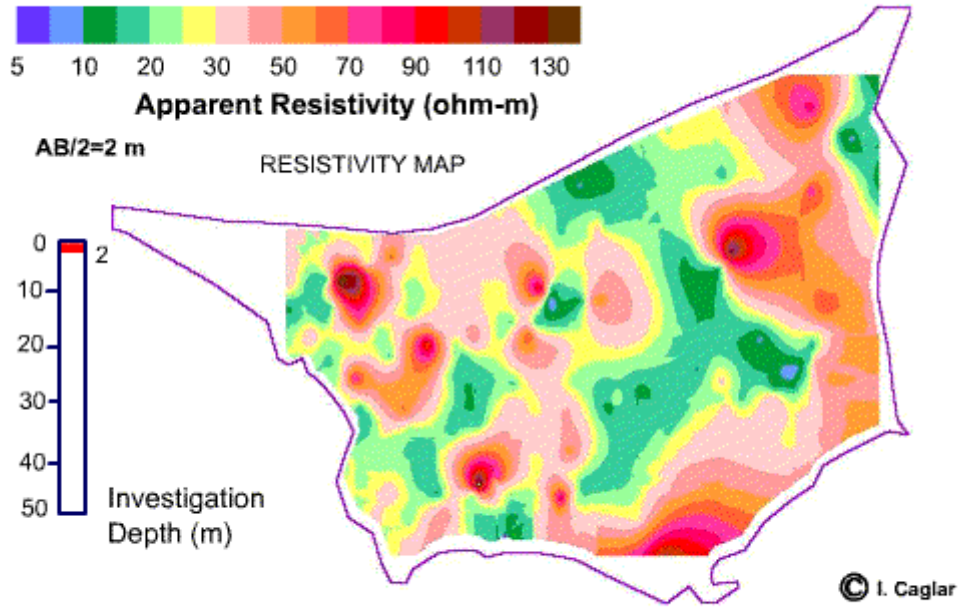 5 10 20 30 50 70 90 110 130
Apparent Resistivity (ohm-m)
AB/2=2 m
RESISTIVITY MAP
0
2
10
20
30
40
50
Investigation
Depth (m)
© I. Caglar